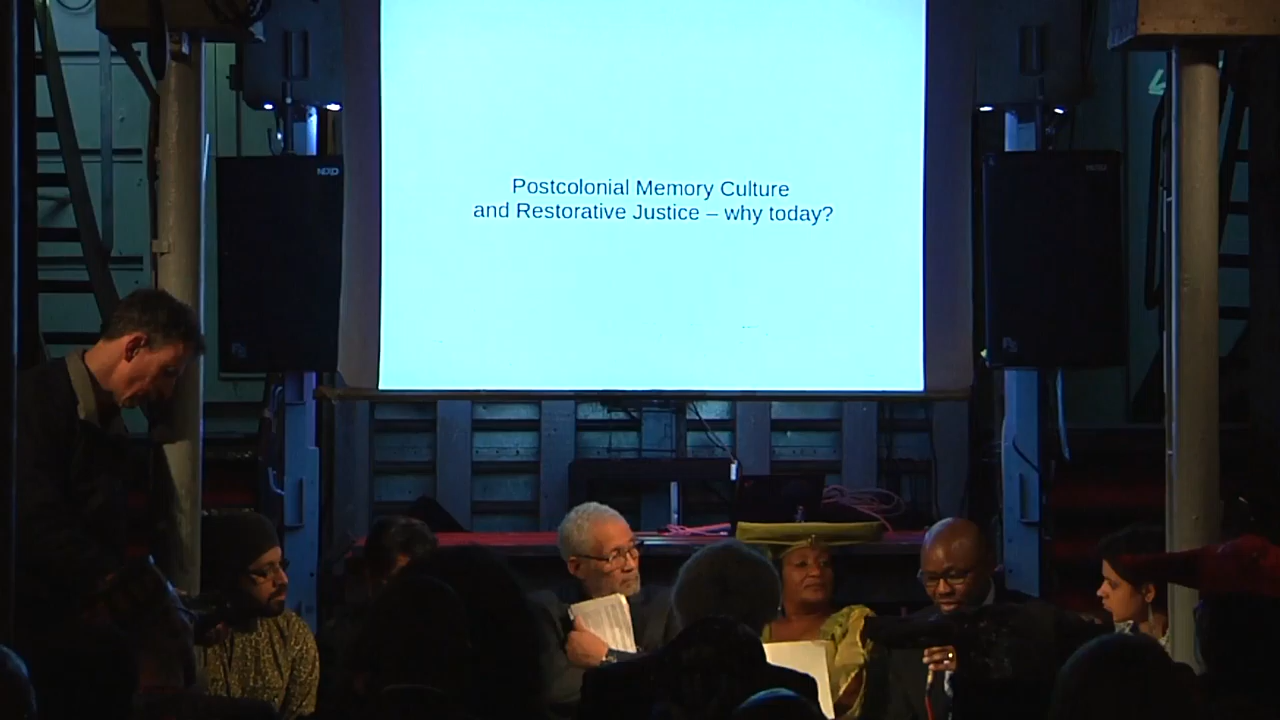 Postcolonial Memory Culture
and Restorative Justice – why today?